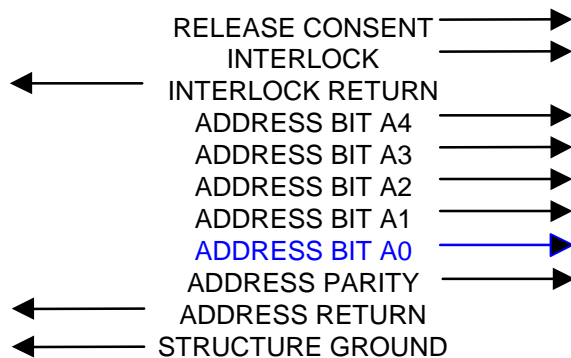 RELEASE CONSENT
INTERLOCK
INTERLOCK RETURN
ADDRESS BIT A4
ADDRESS BIT A3
ADDRESS BIT A2
ADDRESS BIT A1
ADDRESS BIT A0
ADDRESS PARITY
ADDRESS RETURN
STRUCTURE GROUND